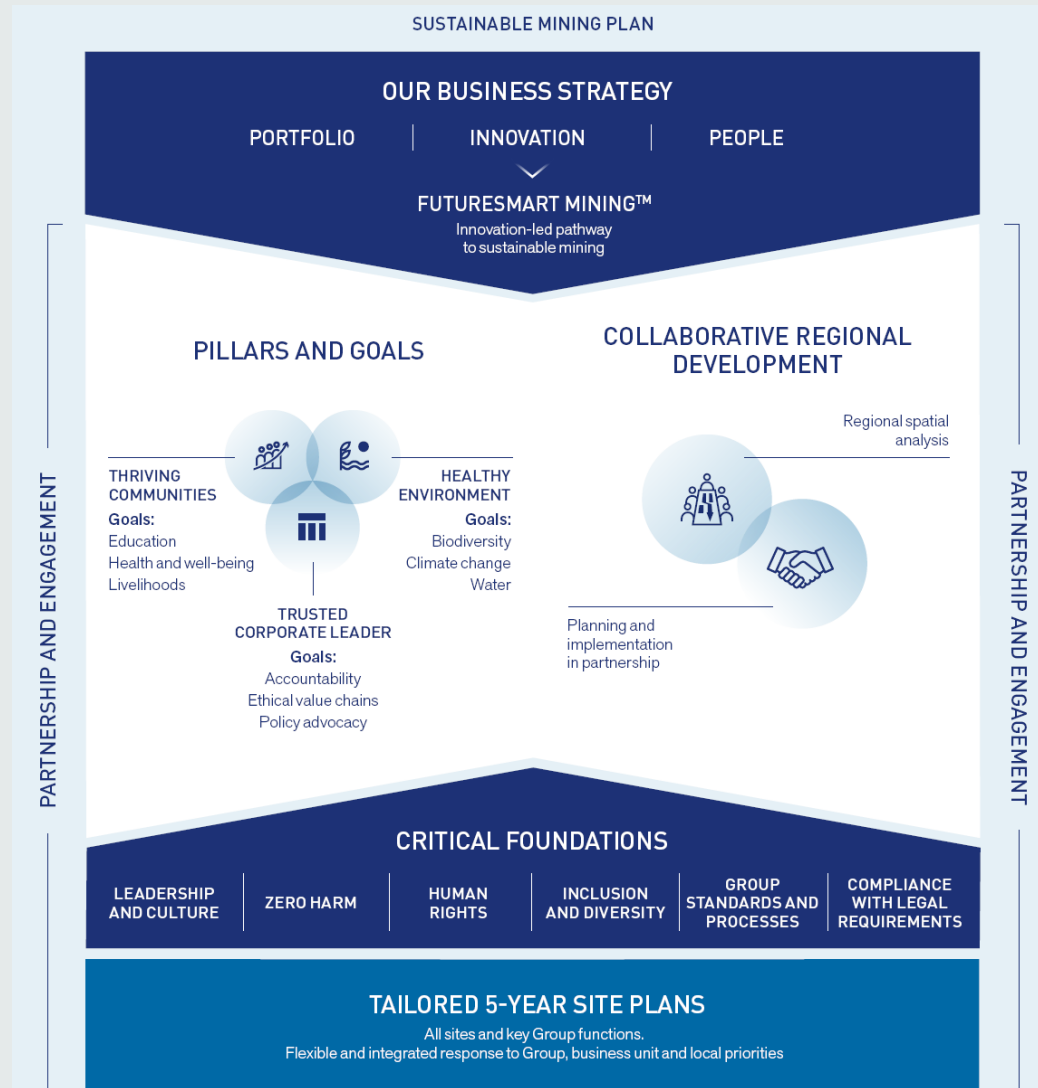 SUSTAINABLE MINING PLAN
OUR BUSINESS STRATEGY
PORTFOLIO
INNOVATION
PEOPLE
FUTURESMART MINING™
Innovation-led pathway
to sustainable mining
PARTNERSHIP AND ENGAGEMENT
PILLARS AND GOALS
THRIVING
COMMUNITIES
Goals:
Education
Health and well-being
Livelihoods
HEALTHY
ENVIRONMENT
Goals:
Biodiversity
Climate change
Water
TRUSTED
CORPORATE LEADER
Goals:
Accountability
Ethical value chains
Policy advocacy
COLLABORATIVE REGIONAL
DEVELOPMENT
Regional spatial
analysis
Planning and
implementation
in partnership
PARTNERSHIP AND ENGAGEMENT
CRITICAL FOUNDATIONS
LEADERSHIP
AND CULTURE
ZERO HARM
HUMAN
RIGHTS
INCLUSION
AND DIVERSITY
GROUP
STANDARDS AND
PROCESSES
COMPLIANCE
WITH LEGAL
REQUIREMENTS
TAILORED 5-YEAR SITE PLANS
All sites and key Group functions.
Flexible and integrated response to Group, business unit and local priorities